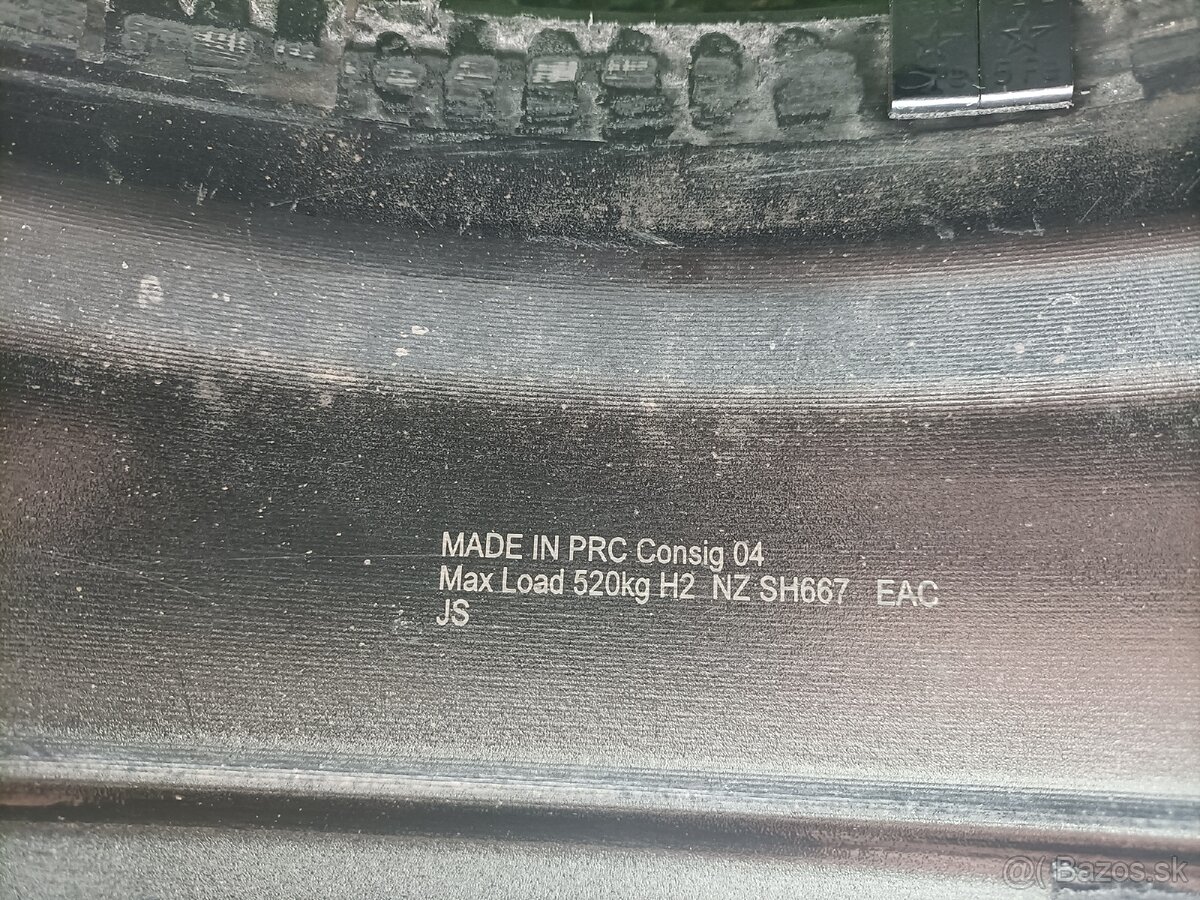 MADE IN PRC Consig 04
Max Load 520kg H2 NZ SH667 EAC
JS
@( Bazos.sk